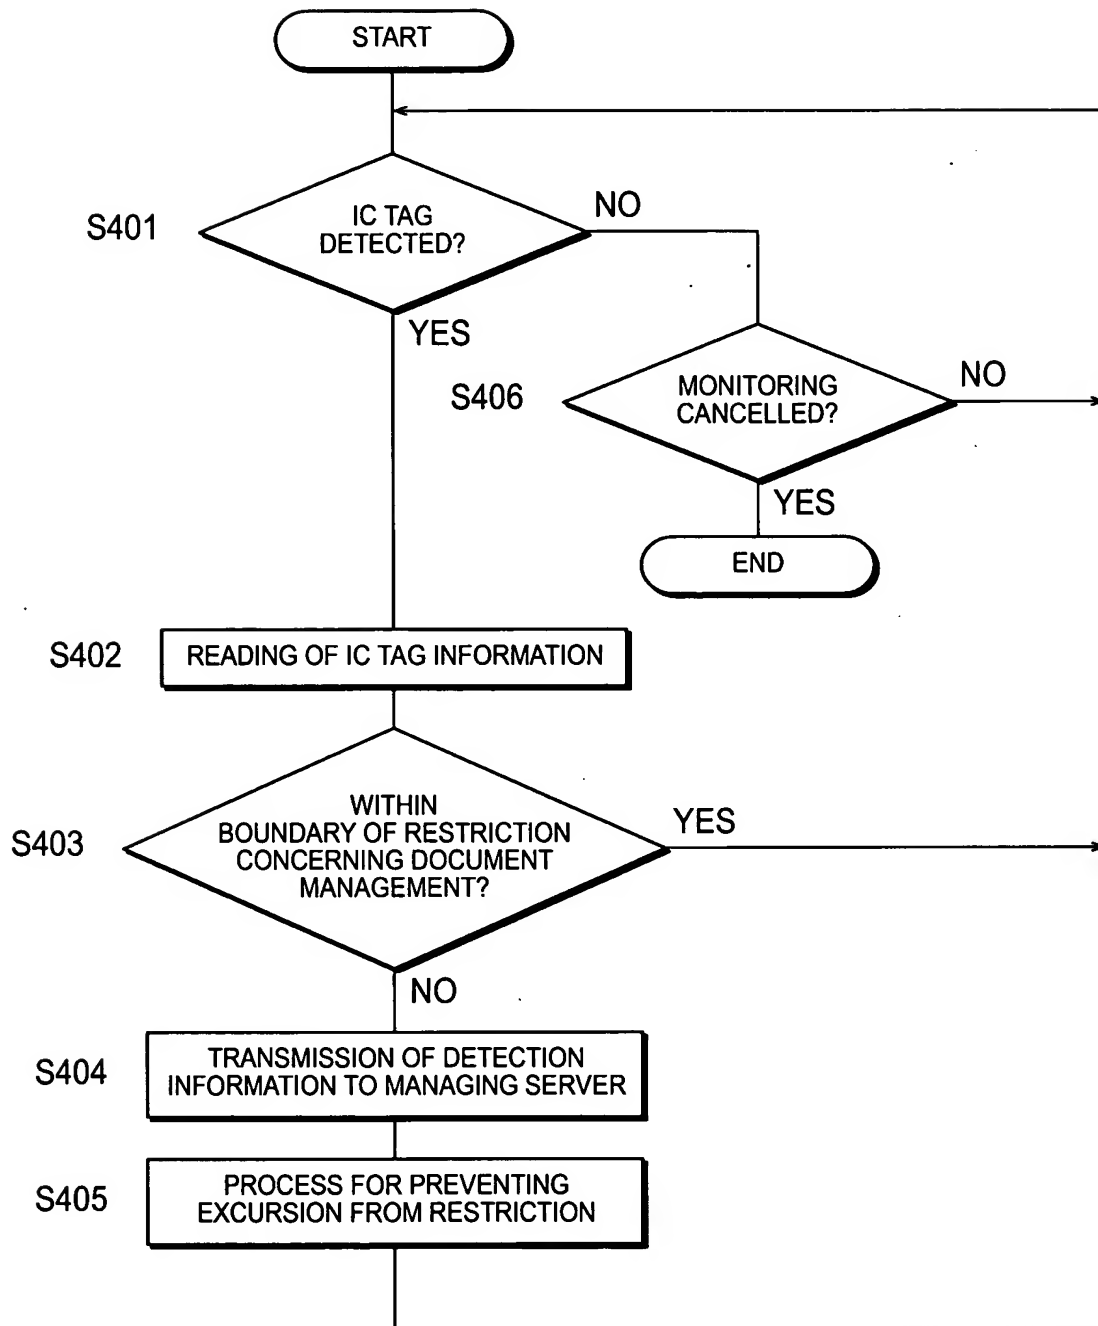 START
S401
IC TAG
DETECTED?
NO
YES
S406
MONITORING
CANCELLED?
NO
YES
END
S402
READING OF IC TAG INFORMATION
S403
WITHIN
BOUNDARY OF RESTRICTION
CONCERNING DOCUMENT
MANAGEMENT?
YES
NO
S404
TRANSMISSION OF DETECTION
INFORMATION TO MANAGING SERVER
S405
PROCESS FOR PREVENTING
EXCURSION FROM RESTRICTION